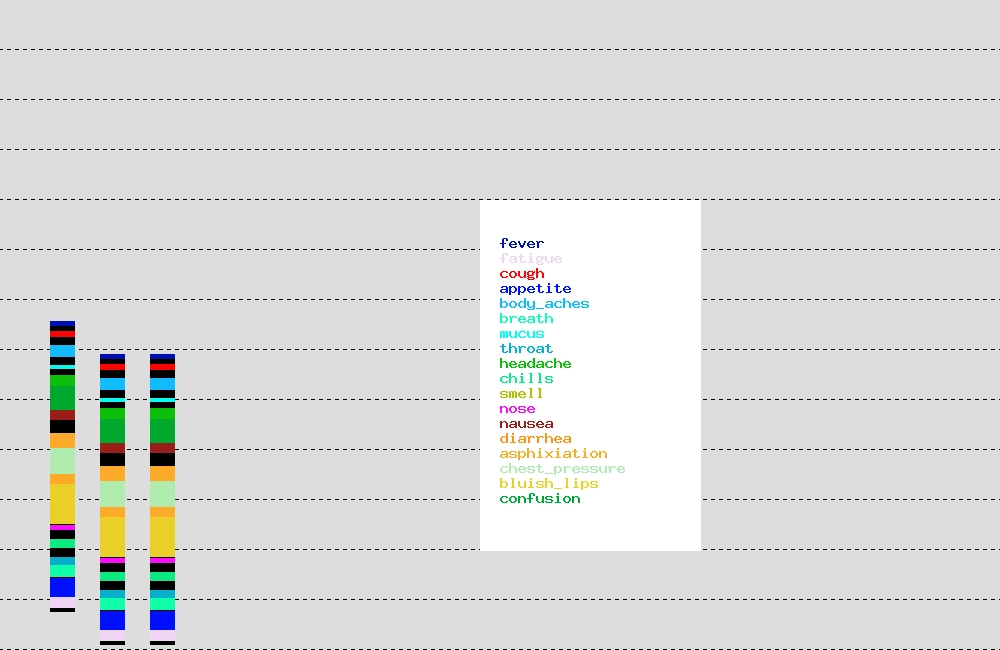 fever
fatigue
cough
appetite
body_aches
breath
mucus
throat
headache
chills
smell
nose
nausea
diarrhea
asphixiation
chest_pressure
bluish_lips
confusion